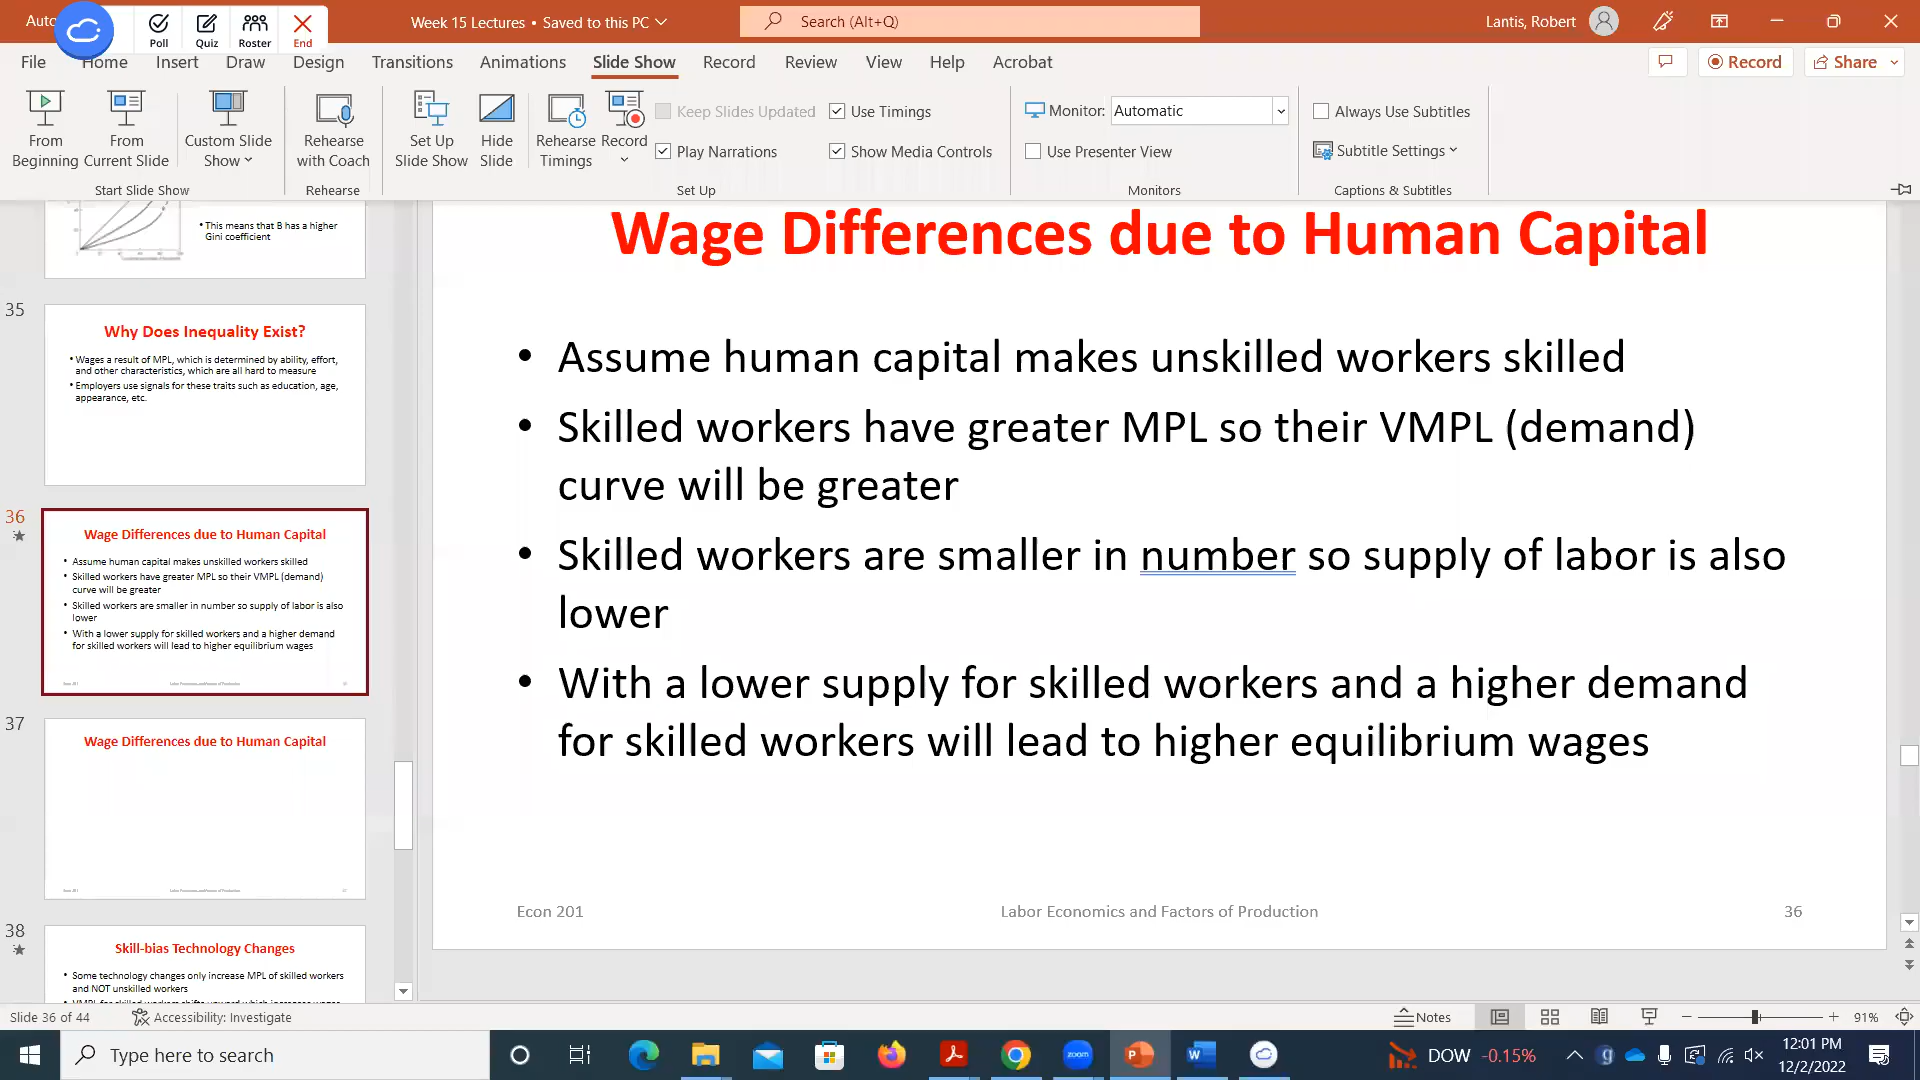 Auto
Poll
Quiz
Roster
End
Week 15 Lectures • Saved to this PC
Search (Alt+Q)
Lantis, Robert
File
Home
Insert
Draw
Design
Transitions
Animations
Slide Show
Record
Review
View
Help
Acrobat
Record
Share
From Beginning
From Current Slide
Custom Slide Show
Start Slide Show
Rehearse with Coach
Rehearse
Set Up Slide Show
Hide Slide
Rehearse Timings
Record
Keep Slides Updated
Play Narrations
Use Timings
Show Media Controls
Set Up
Monitor: Automatic
Use Presenter View
Monitors
Always Use Subtitles
Subtitle Settings
Captions & Subtitles
• This means that B has a higher
Gini coefficient
35
Why Does Inequality Exist?
• Wages a result of MPL, which is determined by ability, effort,
and other characteristics, which are all hard to measure
• Employers use signals for these traits such as education, age,
appearance, etc.
36
Wage Differences due to Human Capital
• Assume human capital makes unskilled workers skilled
• Skilled workers have greater MPL so their VMPL (demand)
curve will be greater
• Skilled workers are smaller in number so supply of labor is also
lower
• With a lower supply for skilled workers and a higher demand
for skilled workers will lead to higher equilibrium wages
37
Wage Differences due to Human Capital
38
Skill-bias Technology Changes
• Some technology changes only increase MPL of skilled workers
and NOT unskilled workers
Wage Differences due to Human Capital
• Assume human capital makes unskilled workers skilled
• Skilled workers have greater MPL so their VMPL (demand)
curve will be greater
• Skilled workers are smaller in number so supply of labor is also
lower
• With a lower supply for skilled workers and a higher demand
for skilled workers will lead to higher equilibrium wages
Econ 201
Labor Economics and Factors of Production
36
Slide 36 of 44
Accessibility: Investigate
Notes
91%
Type here to search
zoom
DOW -0.15%
12:01 PM
12/2/2022